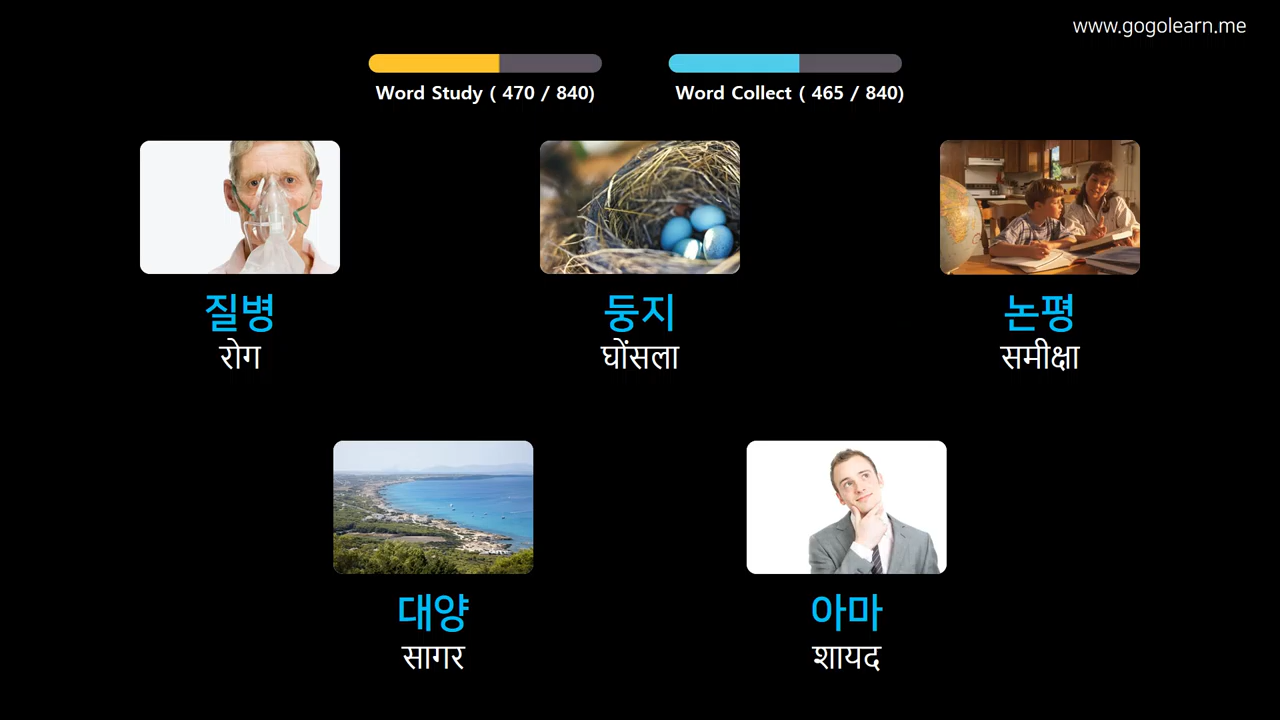 www.gogolearn.me
Word Study ( 470 / 840)
Word Collect ( 465 / 840)
질병
रोग
둥지
घोंसला
논평
समीक्षा
대양
सागर
아마
शायद